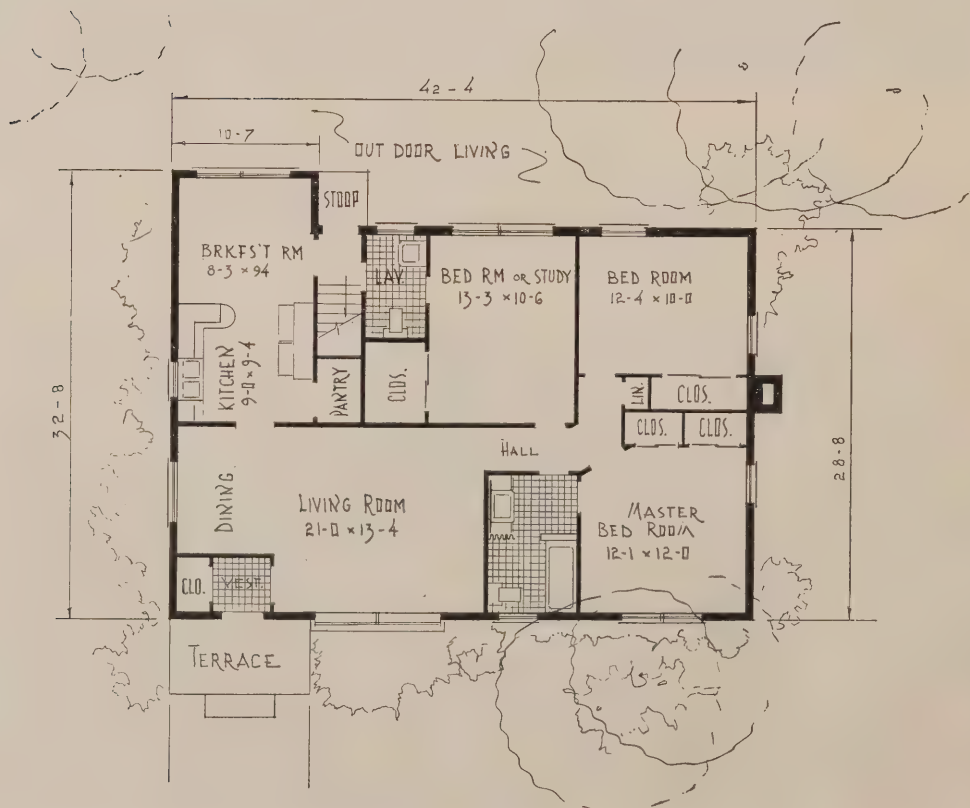 42-4
10-7
OUT DOOR LIVING
STOOP
BRKFS'T RM
8-3 × 94
LAV.
BED RM OR STUDY
13-3 × 10-6
BED ROOM
12-4 × 10-0
KITCHEN
9-0 × 9-4
PANTRY
CLOS.
LIN.
CLOS.
CLOS.
CLOS.
32-8
28-8
HALL
DINING
LIVING ROOM
21-0 × 13-4
MASTER
BED ROOM
12-1 × 12-0
CLO.
VEST.
TERRACE